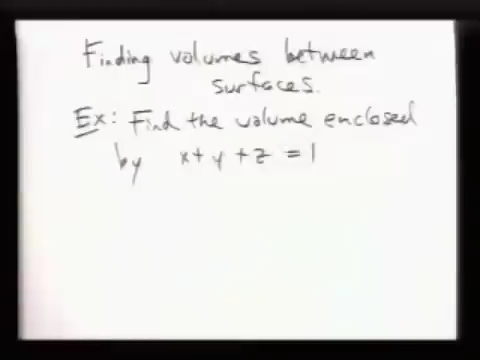 Finding volumes between
surfaces.
Ex: Find the volume enclosed
by x + y + z = 1